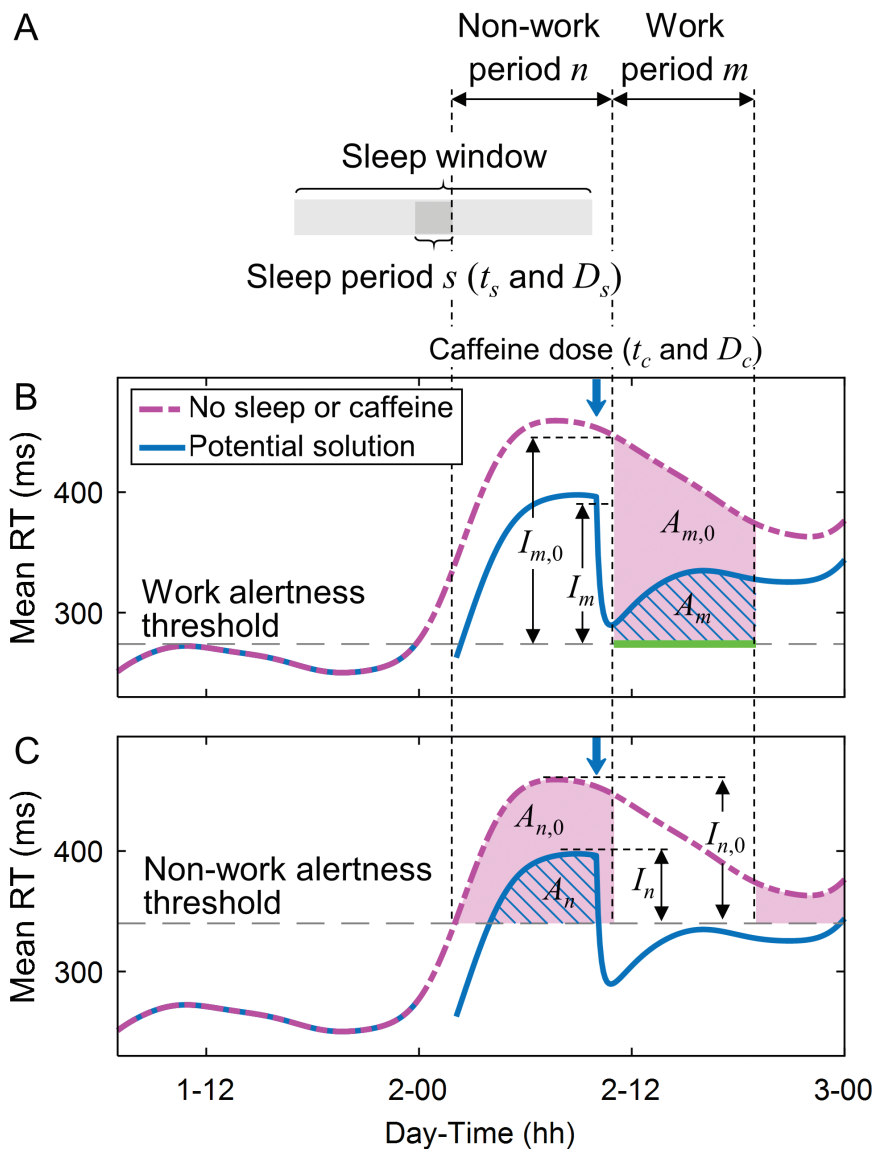 A
Non-work
period n
Work
period m
Sleep window
Sleep period s (ts and Ds)
Caffeine dose (tc and Dc)
B
No sleep or caffeine
Potential solution
Mean RT (ms)
400
300
Im,0
Im
Am,0
Am
Work alertness
threshold
C
Mean RT (ms)
400
300
An,0
An
In
In,0
Non-work alertness
threshold
1-12
2-00
2-12
3-00
Day-Time (hh)